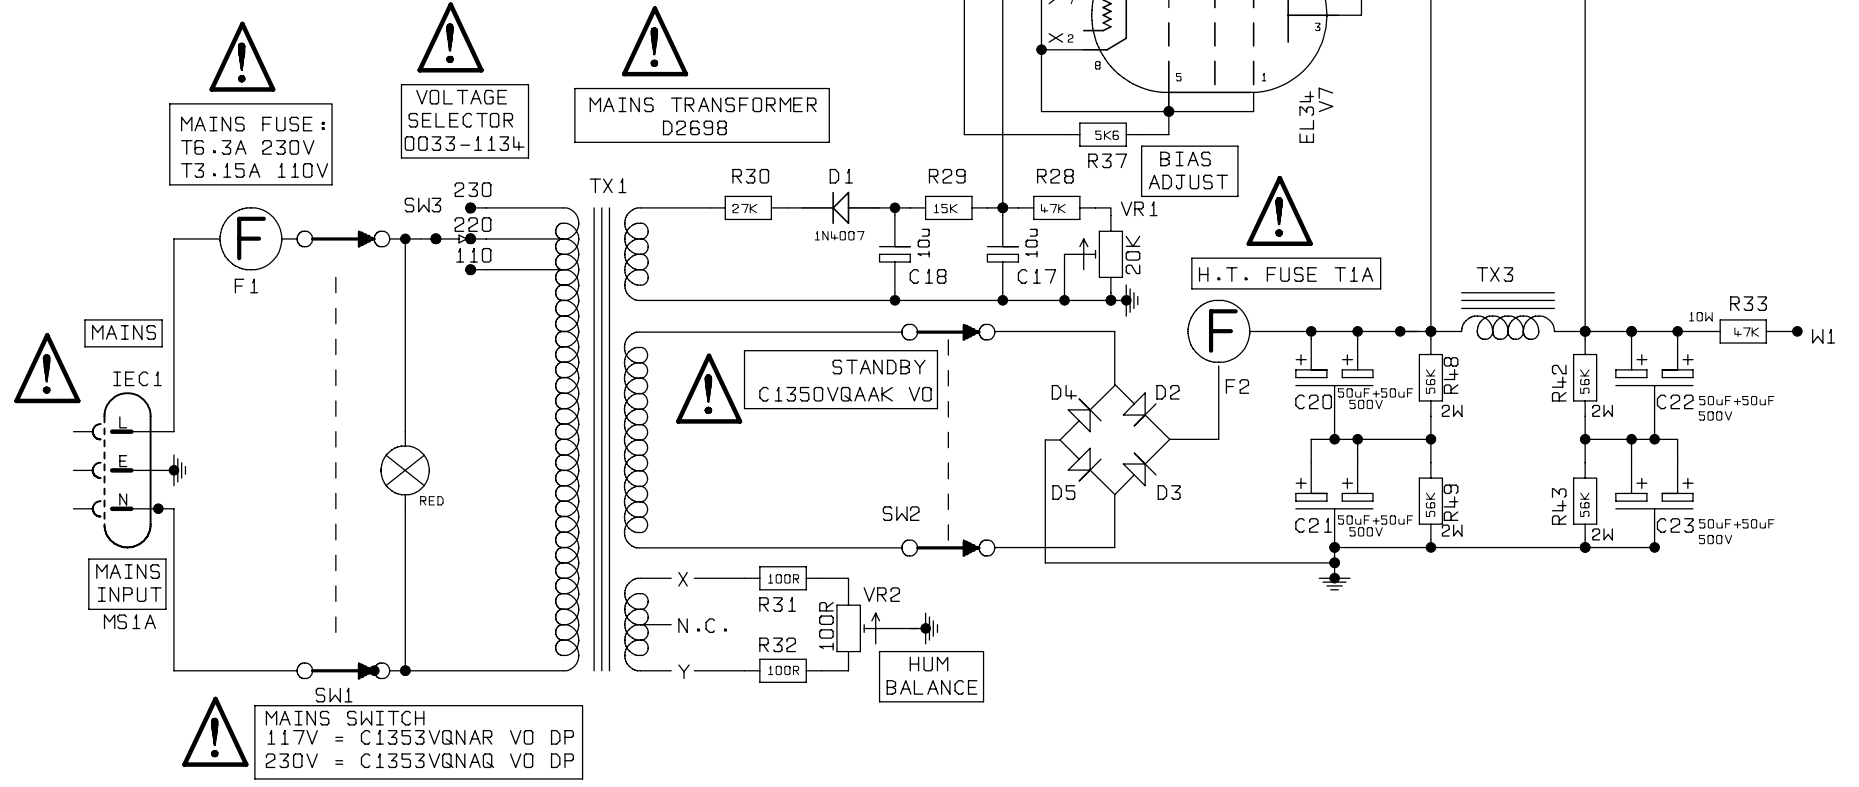 MAINS FUSE:
T6.3A 230V
T3.15A 110V
VOLTAGE
SELECTOR
0033-1134
MAINS TRANSFORMER
D2698
X 2
8
5
1
3
EL34
V7
5K6
R37
BIAS
ADJUST
230
SW3
220
110
TX1
R30
27K
D1
1N4007
R29
15K
R28
47K
VR1
20K
10u
C18
10u
C17
F
F1
H.T. FUSE T1A
TX3
F
F2
10W
R33
47K
W1
MAINS
IEC1
L
E
N
RED
MAINS
INPUT
MS1A
STANDBY
C1350VQAAK VO
D4
D2
D5
D3
SW2
+
+
C20
50uF+50uF
500V
56K
R48
2W
R42
56K
2W
+
+
C22
50uF+50uF
500V
+
+
C21
50uF+50uF
500V
56K
R49
2W
R43
56K
2W
+
+
C23
50uF+50uF
500V
X
100R
R31
N.C.
R32
Y
100R
100R
VR2
HUM
BALANCE
SW1
MAINS SWITCH
117V = C1353VQNAR VO DP
230V = C1353VQNAQ VO DP